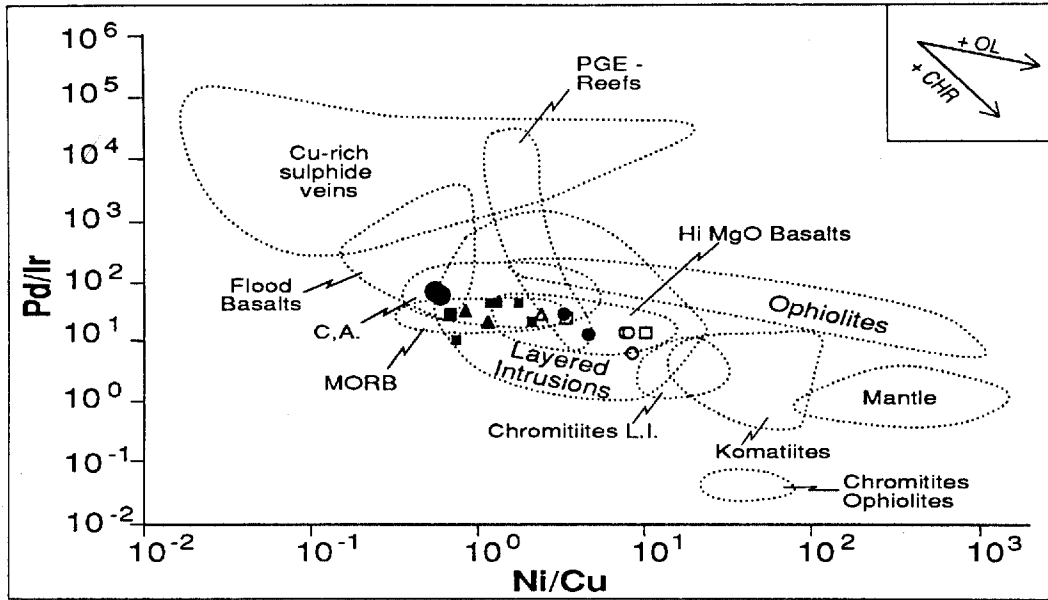 10^6
10^5
10^4
10^3
10^2
10^1
10^0
10^-1
10^-2
Pd/Ir
PGE -
Reefs
+ OL
+ CHR
Cu-rich
sulphide
veins
Hi MgO Basalts
Flood
Basalts
Ophiolites
C,A.
MORB
Layered
Intrusions
Mantle
Chromitiites L.I.
Komatiites
Chromitites
Ophiolites
10^-2
10^-1
10^0
10^1
10^2
10^3
Ni/Cu